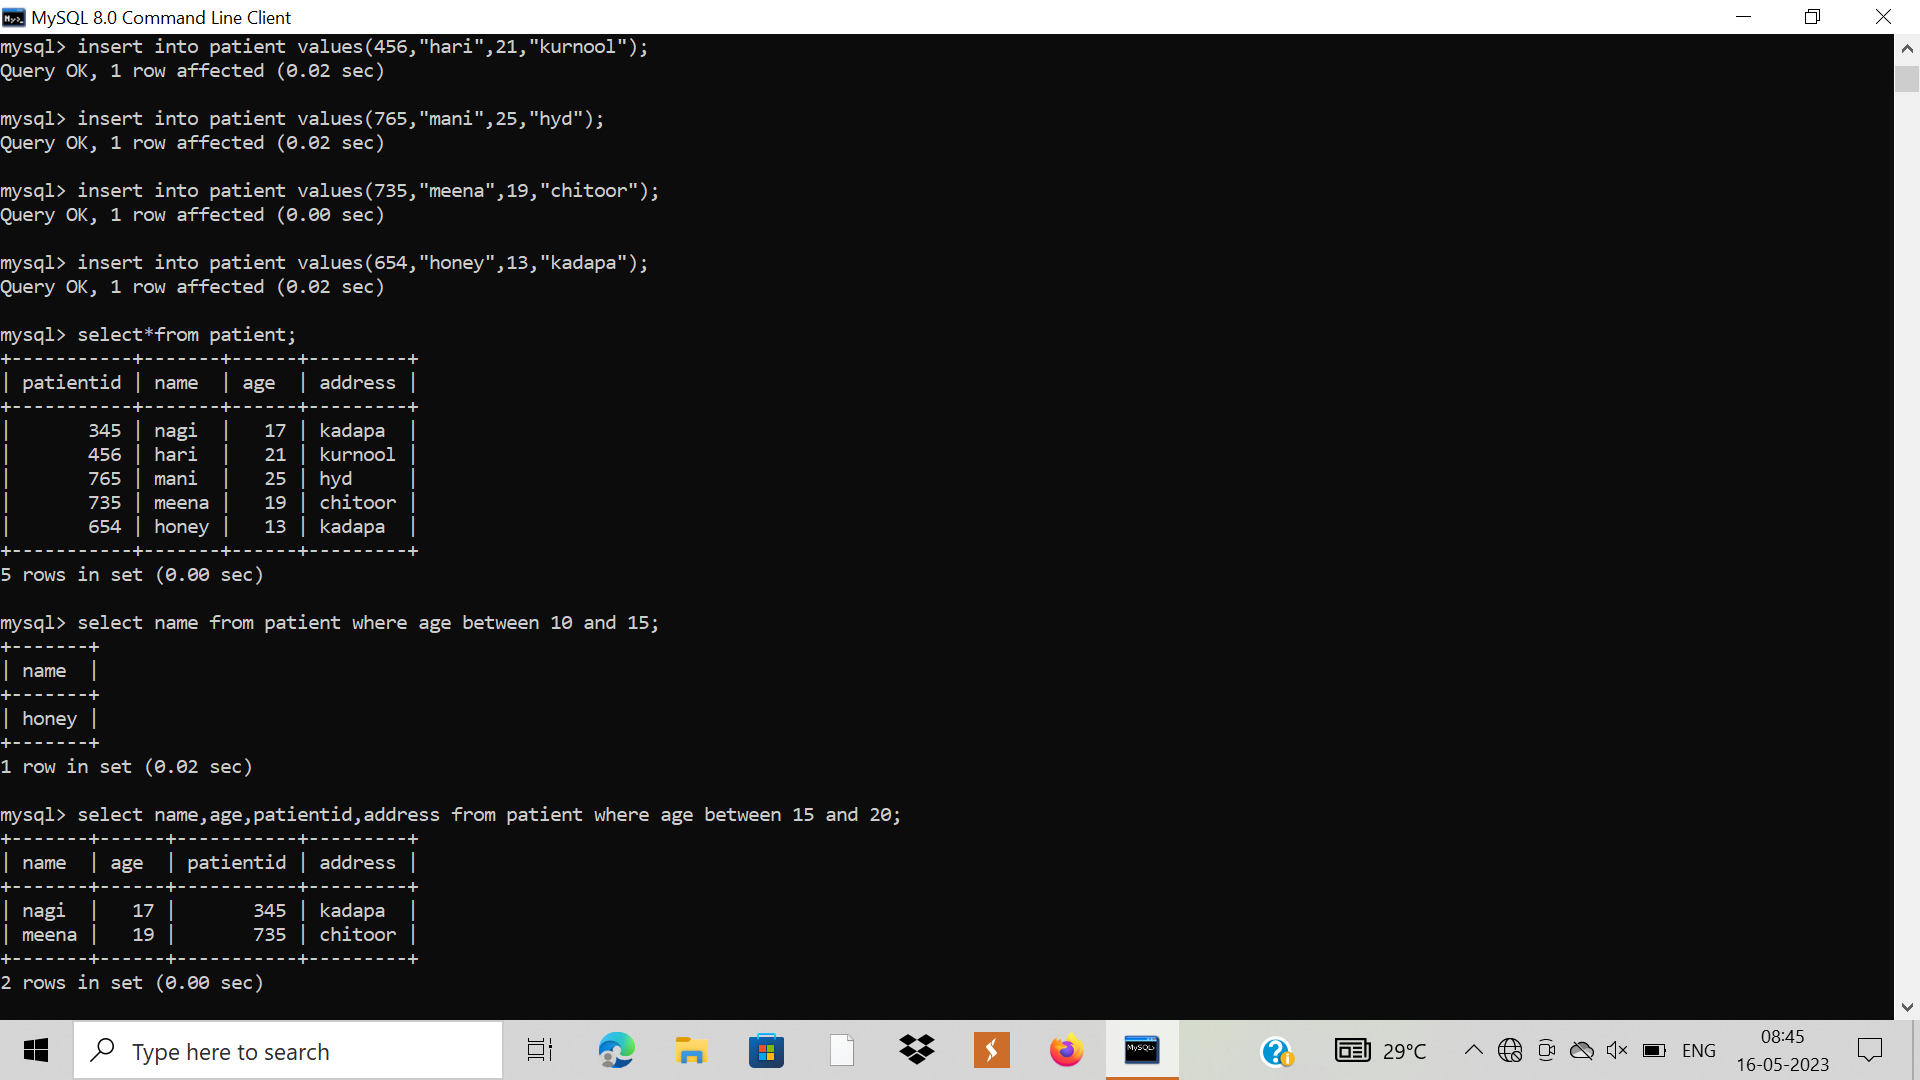 MySQL 8.0 Command Line Client
mysql> insert into patient values(456,"hari",21,"kurnool");
Query OK, 1 row affected (0.02 sec)
mysql> insert into patient values(765,"mani",25,"hyd");
Query OK, 1 row affected (0.02 sec)
mysql> insert into patient values(735,"meena",19,"chitoor");
Query OK, 1 row affected (0.00 sec)
mysql> insert into patient values(654,"honey",13,"kadapa");
Query OK, 1 row affected (0.02 sec)
mysql> select*from patient;
+-----------+-------+------+---------+
| patientid | name  | age  | address |
+-----------+-------+------+---------+
|       345 | nagi  |   17 | kadapa  |
|       456 | hari  |   21 | kurnool |
|       765 | mani  |   25 | hyd     |
|       735 | meena |   19 | chitoor |
|       654 | honey |   13 | kadapa  |
+-----------+-------+------+---------+
5 rows in set (0.00 sec)
mysql> select name from patient where age between 10 and 15;
+-------+
| name  |
+-------+
| honey |
+-------+
1 row in set (0.02 sec)
mysql> select name,age,patientid,address from patient where age between 15 and 20;
+-------+------+-----------+---------+
| name  | age  | patientid | address |
+-------+------+-----------+---------+
| nagi  |   17 |       345 | kadapa  |
| meena |   19 |       735 | chitoor |
+-------+------+-----------+---------+
2 rows in set (0.00 sec)
Type here to search
MySQL>
29°C
ENG
08:45
16-05-2023